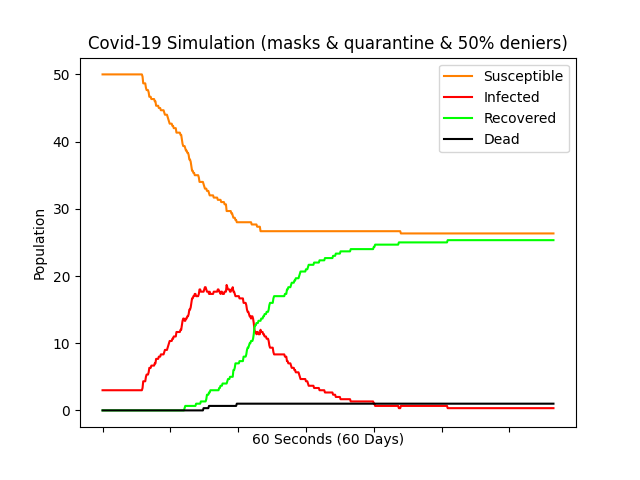 Covid-19 Simulation (masks & quarantine & 50% deniers)
50
40
30
20
10
0
Population
Susceptible
Infected
Recovered
Dead
60 Seconds (60 Days)